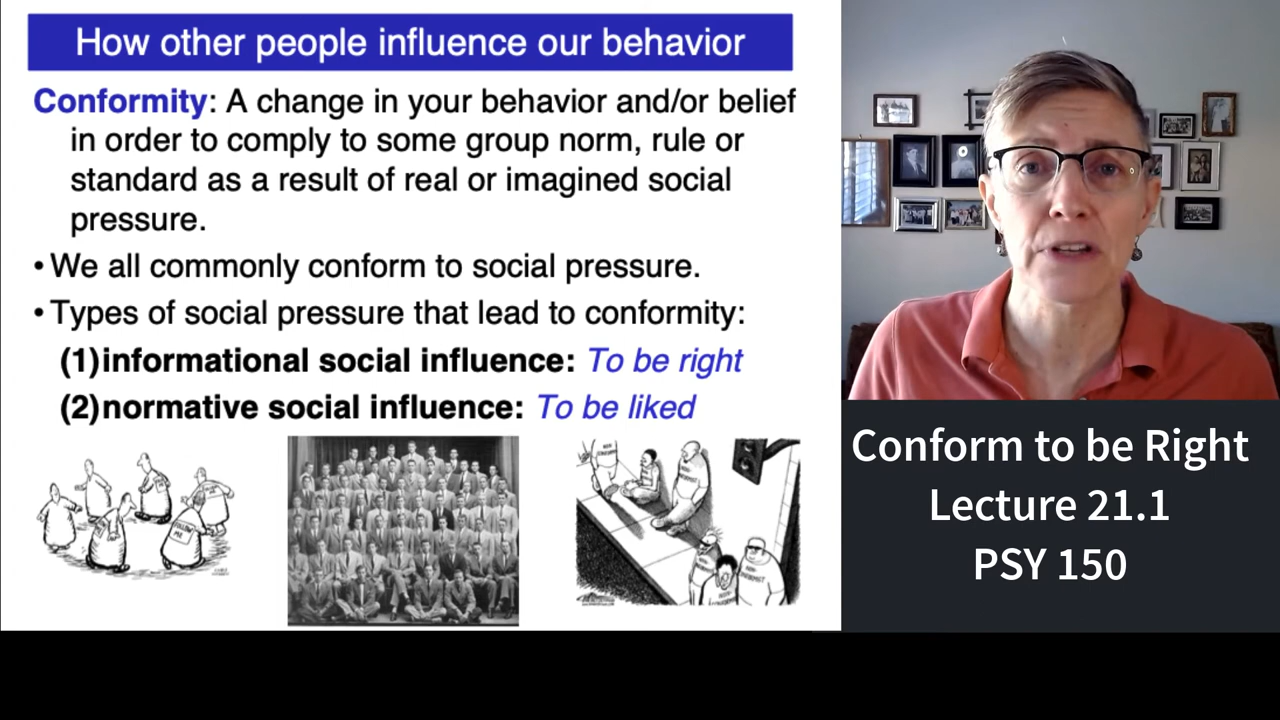 How other people influence our behavior
Conformity: A change in your behavior and/or belief
in order to comply to some group norm, rule or
standard as a result of real or imagined social
pressure.
• We all commonly conform to social pressure.
• Types of social pressure that lead to conformity:
(1)informational social influence: To be right
(2)normative social influence: To be liked
FOLLOW
ME
Conform to be Right
Lecture 21.1
PSY 150